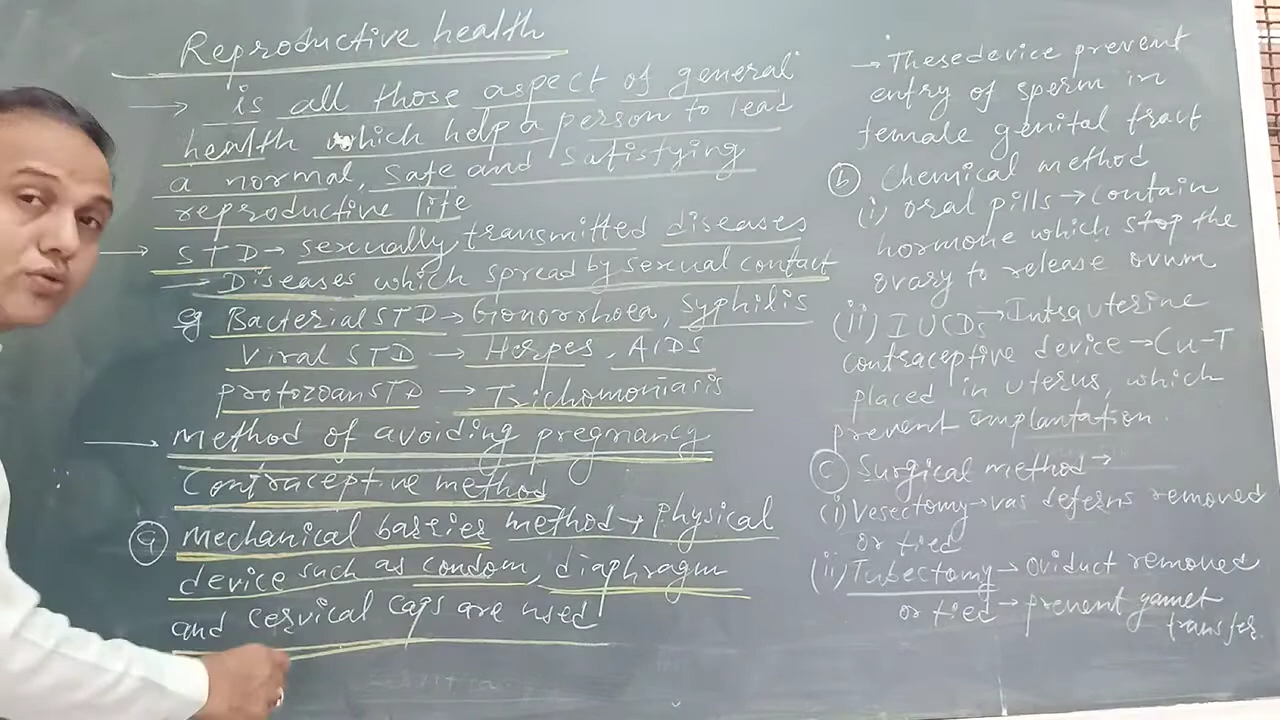 Reproductive health
→ is all those aspect of general
health which help a person to lead
a normal, safe and satisfying
reproductive life
→ STD → sexually transmitted diseases
→ Diseases which spread by sexual contact
eg Bacterial STD → Gonorrhoea, syphilis
Viral STD → Herpes, AIDS
protozoan STD → Trichomoniasis
→ method of avoiding pregnancy
Contraceptive method
(a) Mechanical barrier method → physical
device such as condom, diaphragm
and cervical caps are used
→ These device prevent
entry of sperm in
female genital tract
(b) Chemical method
(i) oral pills → contain
hormone which stop the
ovary to release ovum
(ii) IUCDs → Intrauterine
contraceptive device → Cu-T
placed in uterus, which
prevent implantation.
(c) Surgical method →
(i) Vesectomy → vas deferns removed
or tied
(ii) Tubectomy → oviduct removed
or tied → prevent gamet
transfer.